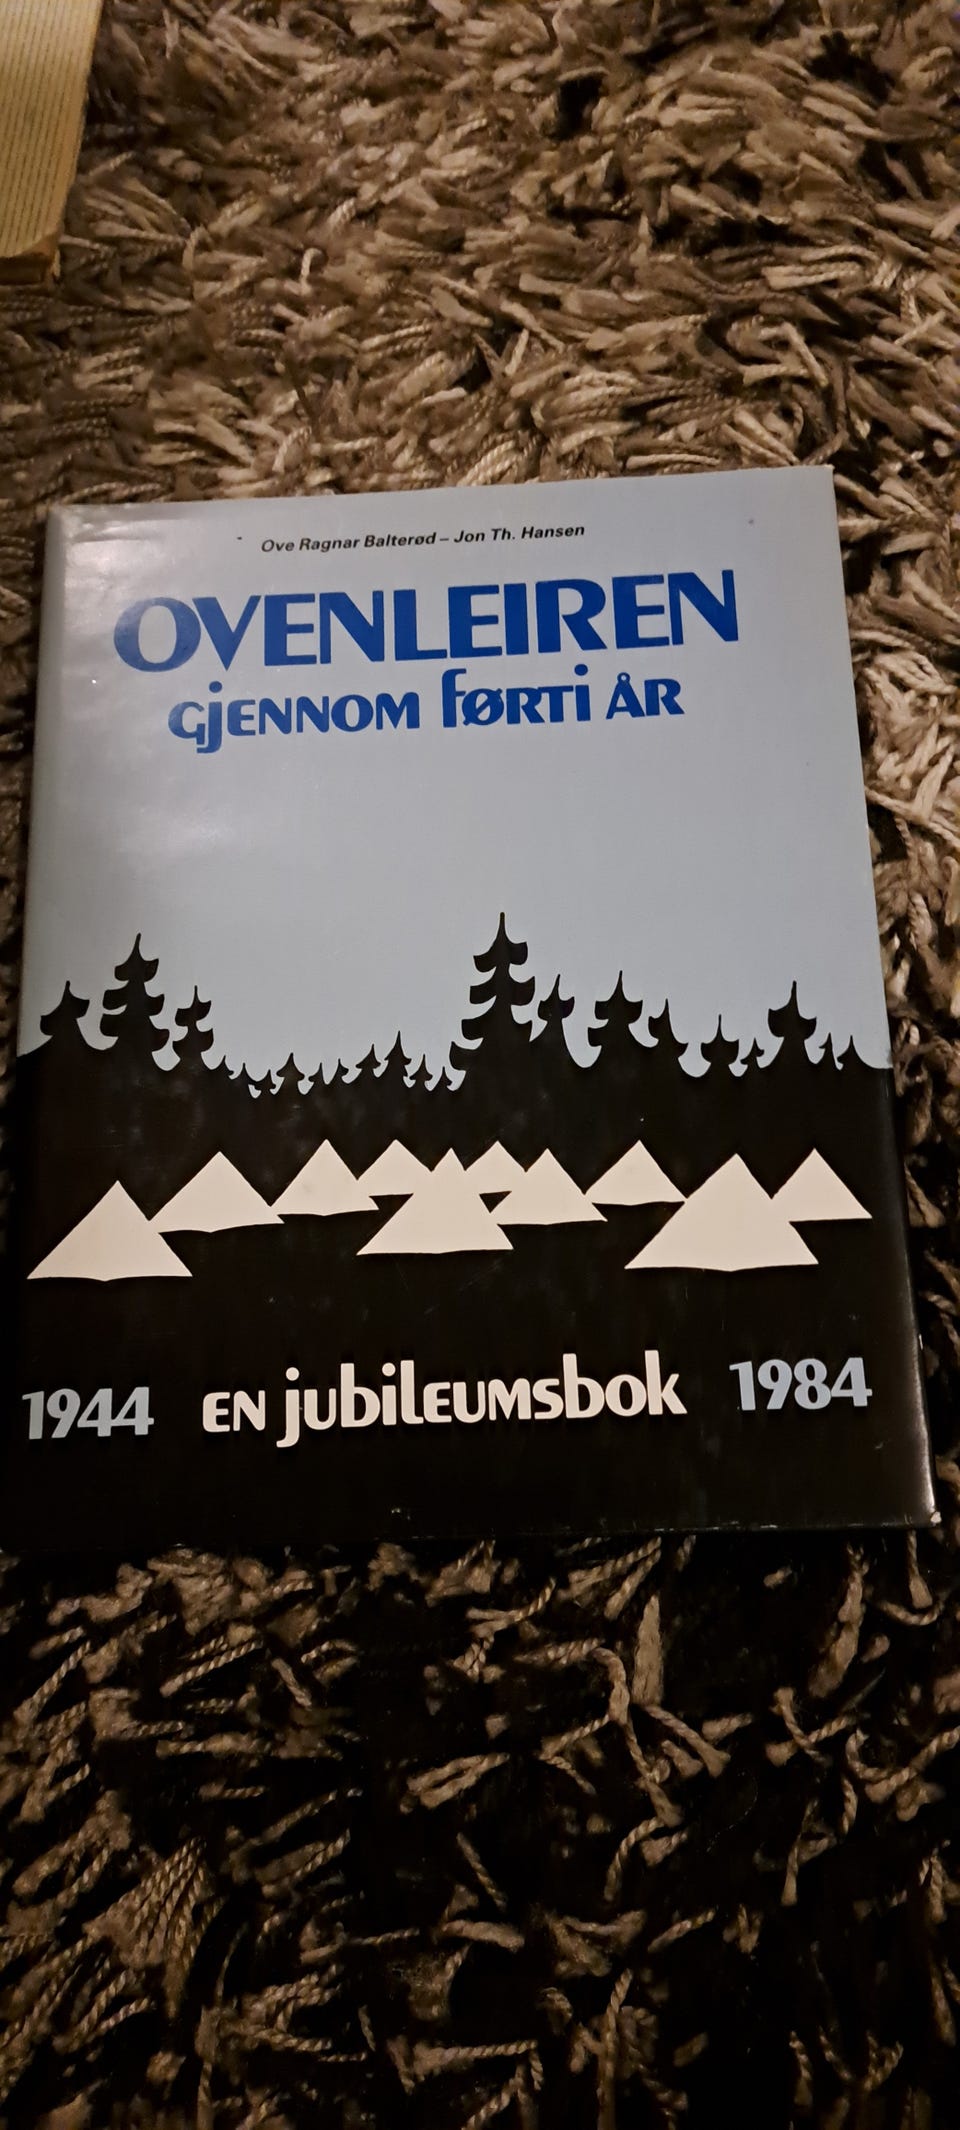 Ove Ragnar Balterød – Jon Th. Hansen
OVENLEIREN
GJENNOM FØRTI ÅR
1944 EN jubilEUMsbok 1984